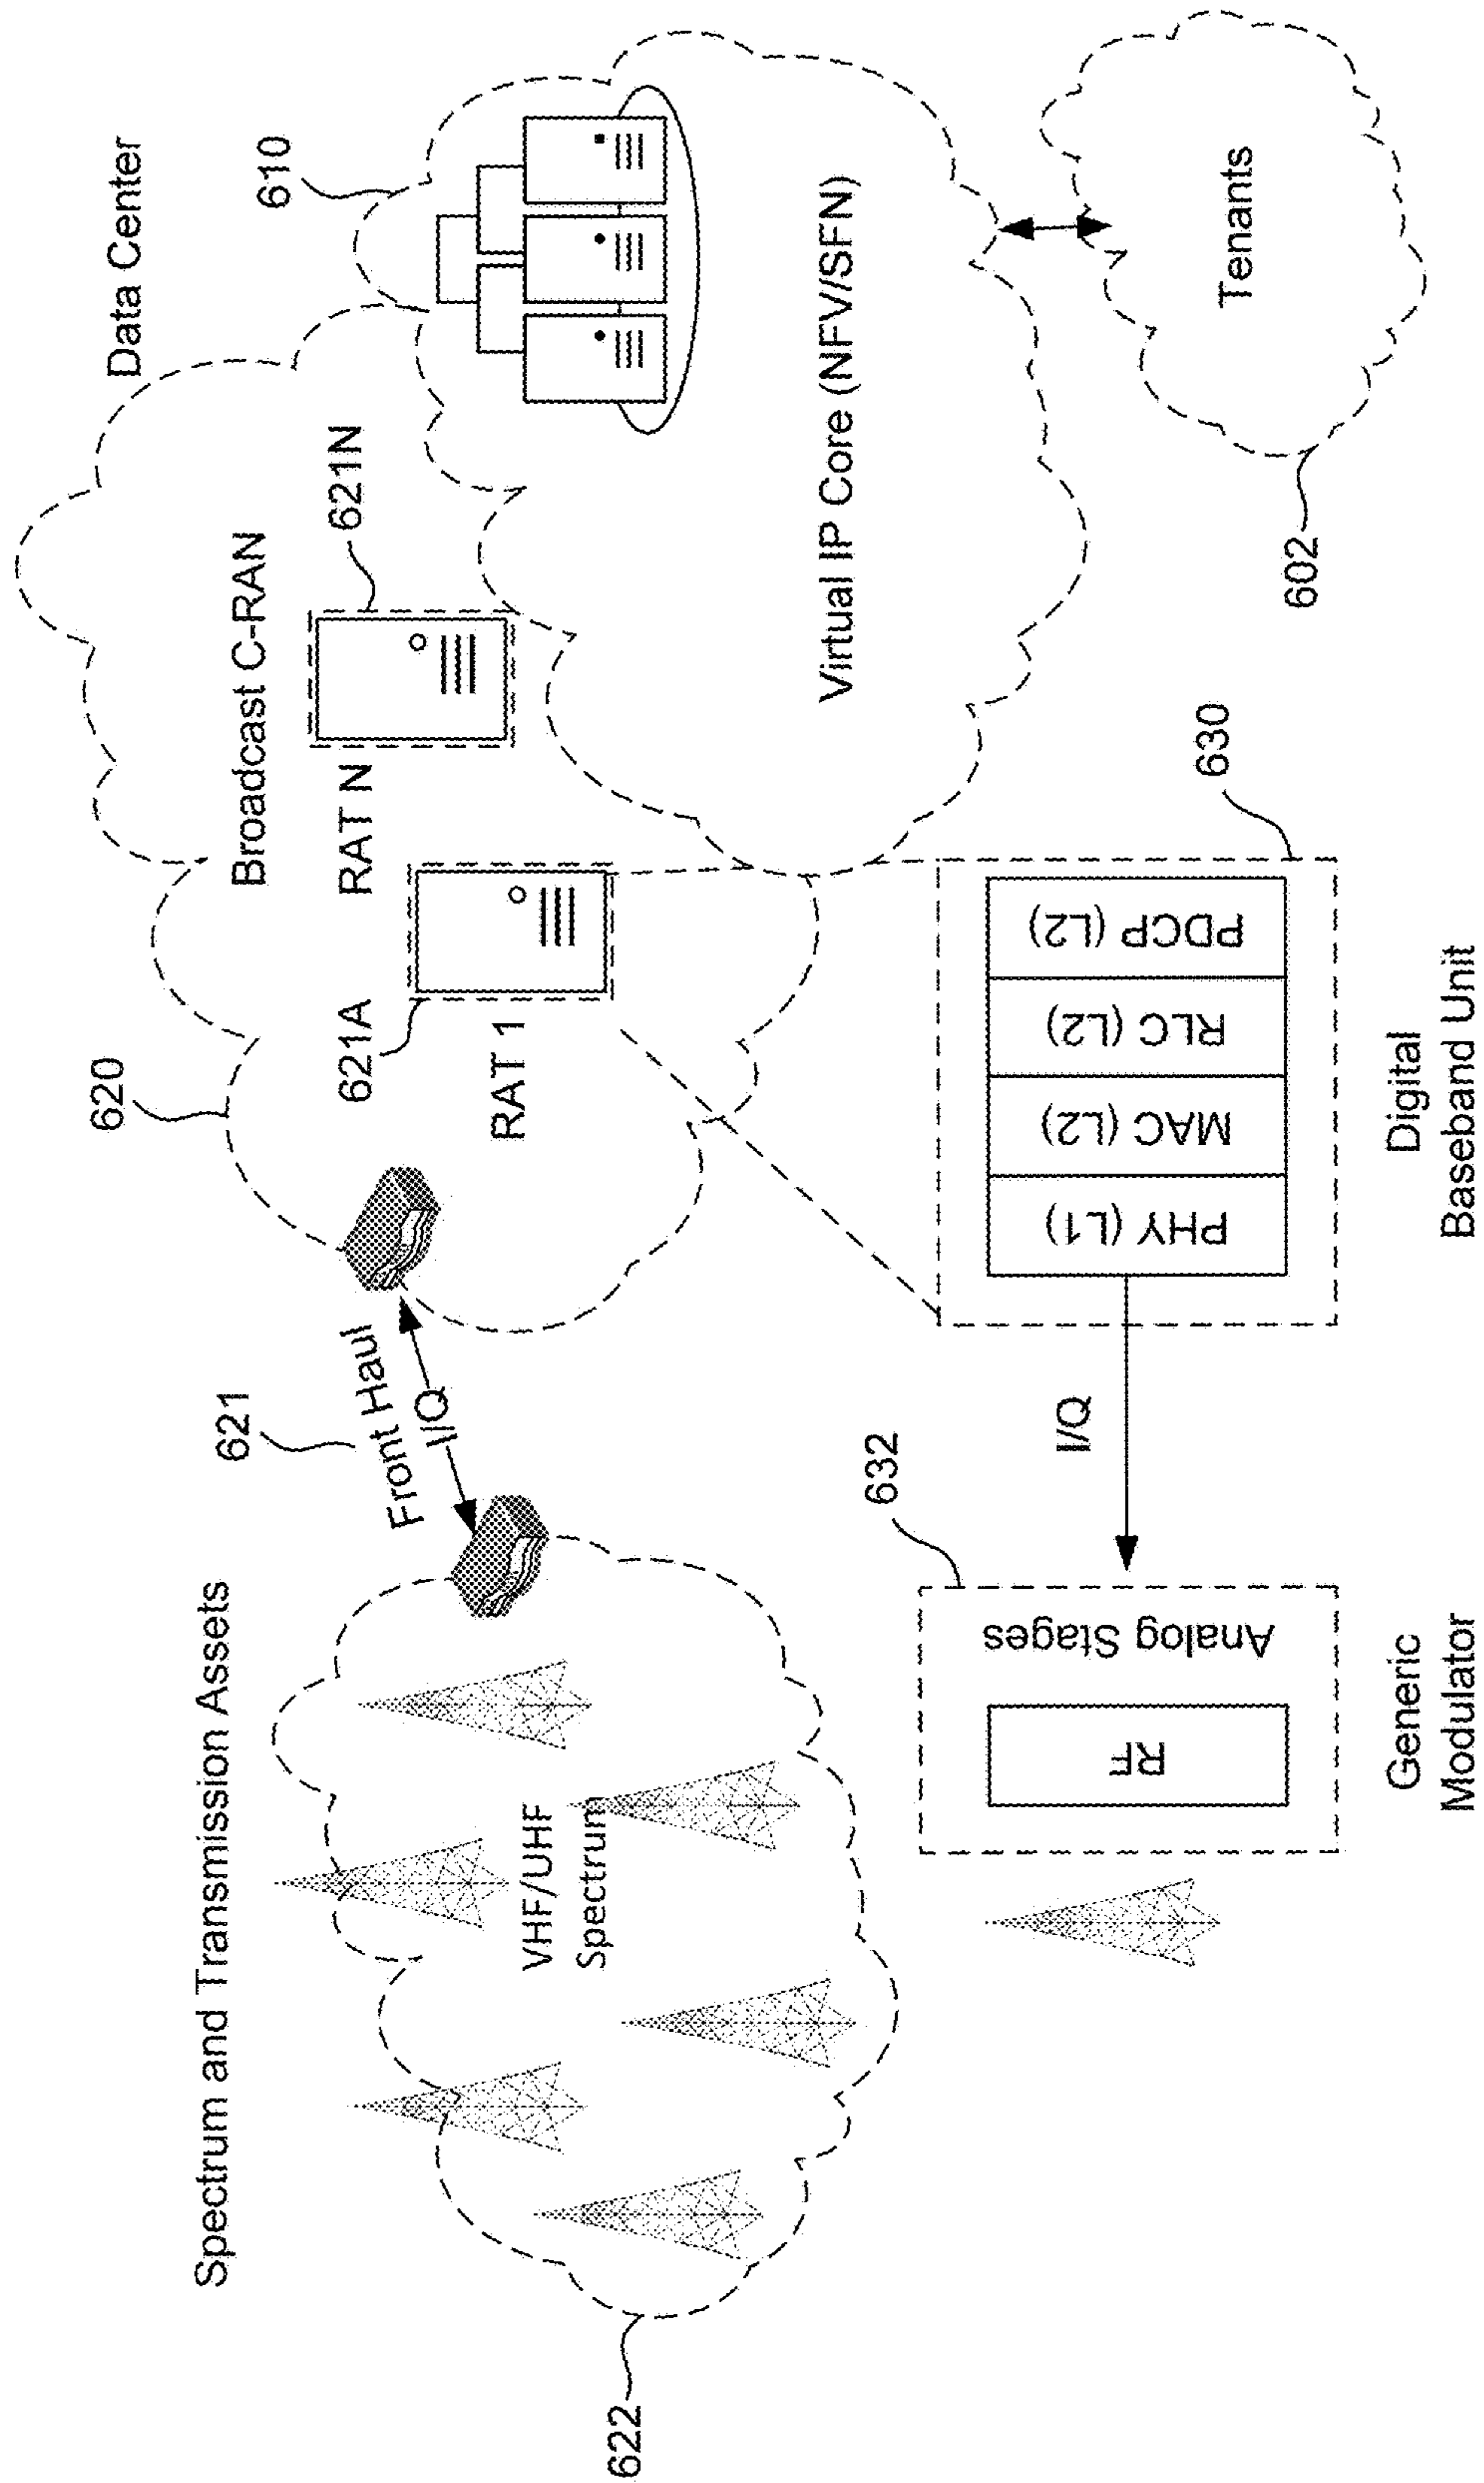 Spectrum and Transmission Assets
622
VHF/UHF
Spectrum
621
Front Haul
I/Q
620
Broadcast C-RAN
621A
RAT 1
RAT N
621N
Data Center
610
Virtual IP Core (NFV/SFN)
Tenants
602
632
RF
Analog Stages
Generic
Modulator
I/Q
630
PHY (L1)
MAC (L2)
RLC (L2)
PDCP (L2)
Digital
Baseband Unit